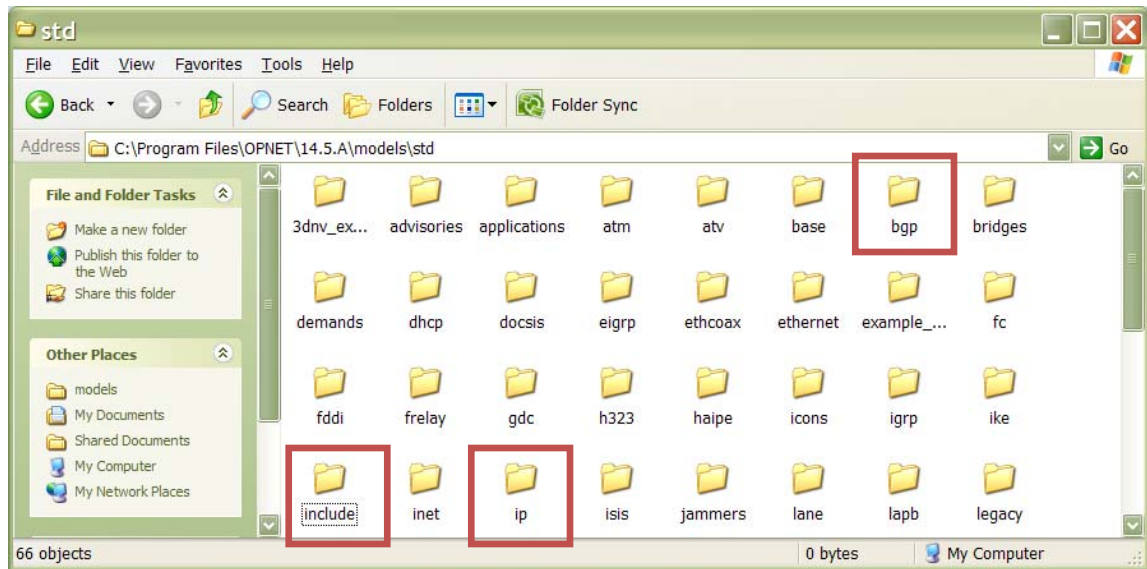 std
File Edit View Favorites Tools Help
Back Search Folders Folder Sync
Address C:\Program Files\OPNET\14.5.A\models\std Go
File and Folder Tasks
Make a new folder
Publish this folder to
the Web
Share this folder
Other Places
models
My Documents
Shared Documents
My Computer
My Network Places
3dnv_ex... advisories applications atm atv base bgp bridges
demands dhcp docsis eigrp ethcoax ethernet example_... fc
fddi frelay gdc h323 haipe icons igrp ike
include inet ip isis jammers lane lapb legacy
66 objects 0 bytes My Computer